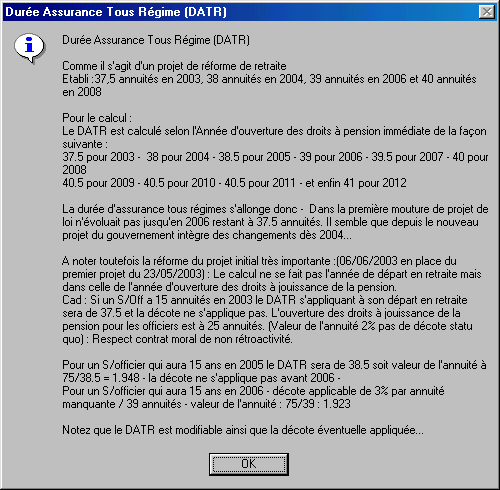 Durée Assurance Tous Régime (DATR)
Durée Assurance Tous Régime (DATR)
Comme il s'agit d'un projet de réforme de retraite
Etabli :37,5 annuités en 2003, 38 annuités en 2004, 39 annuités en 2006 et 40 annuités
en 2008
Pour le calcul :
Le DATR est calculé selon l'Année d'ouverture des droits à pension immédiate de la façon
suivante :
37.5 pour 2003 -  38 pour 2004 - 38.5 pour 2005 - 39 pour 2006 - 39.5 pour 2007 - 40 pour
2008
40.5 pour 2009 - 40.5 pour 2010 - 40.5 pour 2011 - et enfin 41 pour 2012
La durée d'assurance tous régimes s'allonge donc -  Dans la première mouture de projet de
loi n'évoluait pas jusqu'en 2006 restant à 37.5 annuités. Il semble que depuis le nouveau
projet du gouvernement intègre des changements dès 2004...
A noter toutefois la réforme du projet initial très importante :(06/06/2003 en place du
premier projet du 23/05/2003) : Le calcul ne se fait pas l'année de départ en retraite mais
dans celle de l'année d'ouverture des droits à jouissance de la pension.
Cad : Si un S/Off a 15 annuités en 2003 le DATR s'appliquant à son départ en retraite
sera de 37.5 et la décote ne s'applique pas. L'ouverture des droits à jouissance de la
pension pour les officiers est à 25 annuités. (Valeur de l'annuité 2% pas de décote statu
quo) : Respect contrat moral de non rétroactivité.
Pour un S/officier qui aura 15 ans en 2005 le DATR sera de 38.5 soit valeur de l'annuité à
75/38.5 = 1.948 - la décote ne s'applique pas avant 2006 -
Pour un S/officier qui aura 15 ans en 2006 - décote applicable de 3% par annuité
manquante / 39 annuités - valeur de l'annuité : 75/39 : 1.923
Notez que le DATR est modifiable ainsi que la décote éventuelle appliquée...
OK